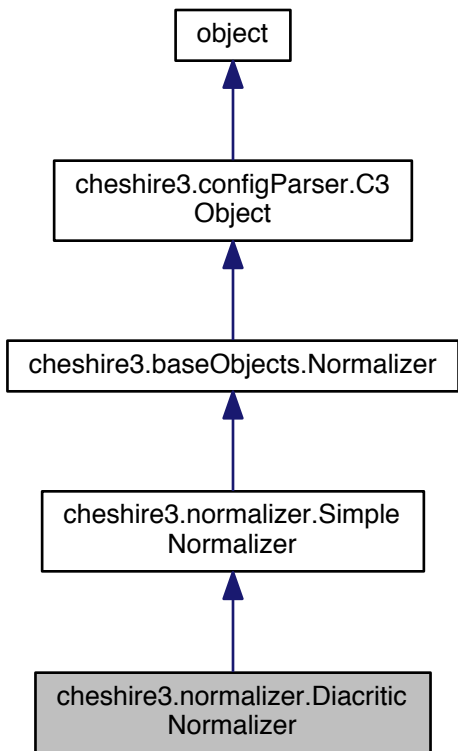 object
cheshire3.configParser.C3
Object
cheshire3.baseObjects.Normalizer
cheshire3.normalizer.Simple
Normalizer
cheshire3.normalizer.Diacritic
Normalizer